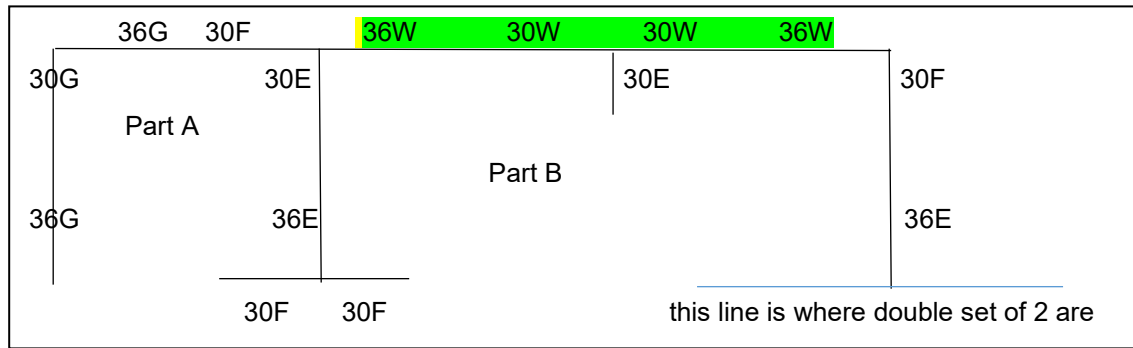 36G 30F 36W 30W 30W 36W
30G 30E 30E 30F
Part A
Part B
36G 36E 36E
30F 30F this line is where double set of 2 are